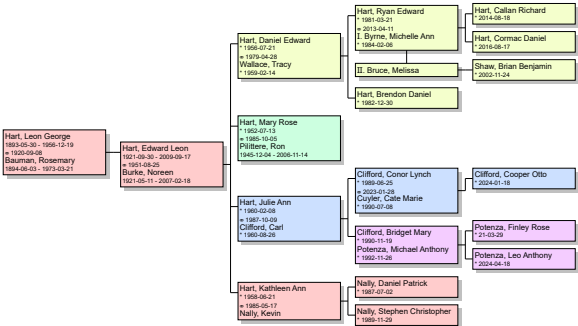 Hart, Leon George
1893-05-30 - 1956-12-19
= 1920-09-08
Bauman, Rosemary
1894-06-03 - 1973-03-21
Hart, Edward Leon
1921-09-30 - 2009-09-17
= 1951-08-25
Burke, Noreen
1921-05-11 - 2007-02-18
Hart, Daniel Edward
* 1956-07-21
= 1979-04-28
Wallace, Tracy
* 1959-02-14
Hart, Ryan Edward
* 1981-03-21
= 2013-04-11
I. Byrne, Michelle Ann
* 1984-02-06
Hart, Callan Richard
* 2014-08-18
Hart, Cormac Daniel
* 2016-08-17
II. Bruce, Melissa
Shaw, Brian Benjamin
* 2002-11-24
Hart, Brendon Daniel
* 1982-12-30
Hart, Mary Rose
* 1952-07-13
= 1985-10-05
Pilittere, Ron
1945-12-04 - 2006-11-14
Hart, Julie Ann
* 1960-02-08
= 1987-10-09
Clifford, Carl
* 1960-08-26
Clifford, Conor Lynch
* 1989-08-25
= 2023-01-28
Cuyler, Cate Marie
* 1990-07-08
Clifford, Cooper Otto
* 2024-01-18
Clifford, Bridget Mary
* 1990-11-19
Potenza, Michael Anthony
* 1992-11-26
Potenza, Finley Rose
* 21-03-29
Potenza, Leo Anthony
* 2024-04-18
Hart, Kathleen Ann
* 1958-06-21
= 1985-05-17
Nally, Kevin
Nally, Daniel Patrick
* 1987-07-02
Nally, Stephen Christopher
* 1989-11-29